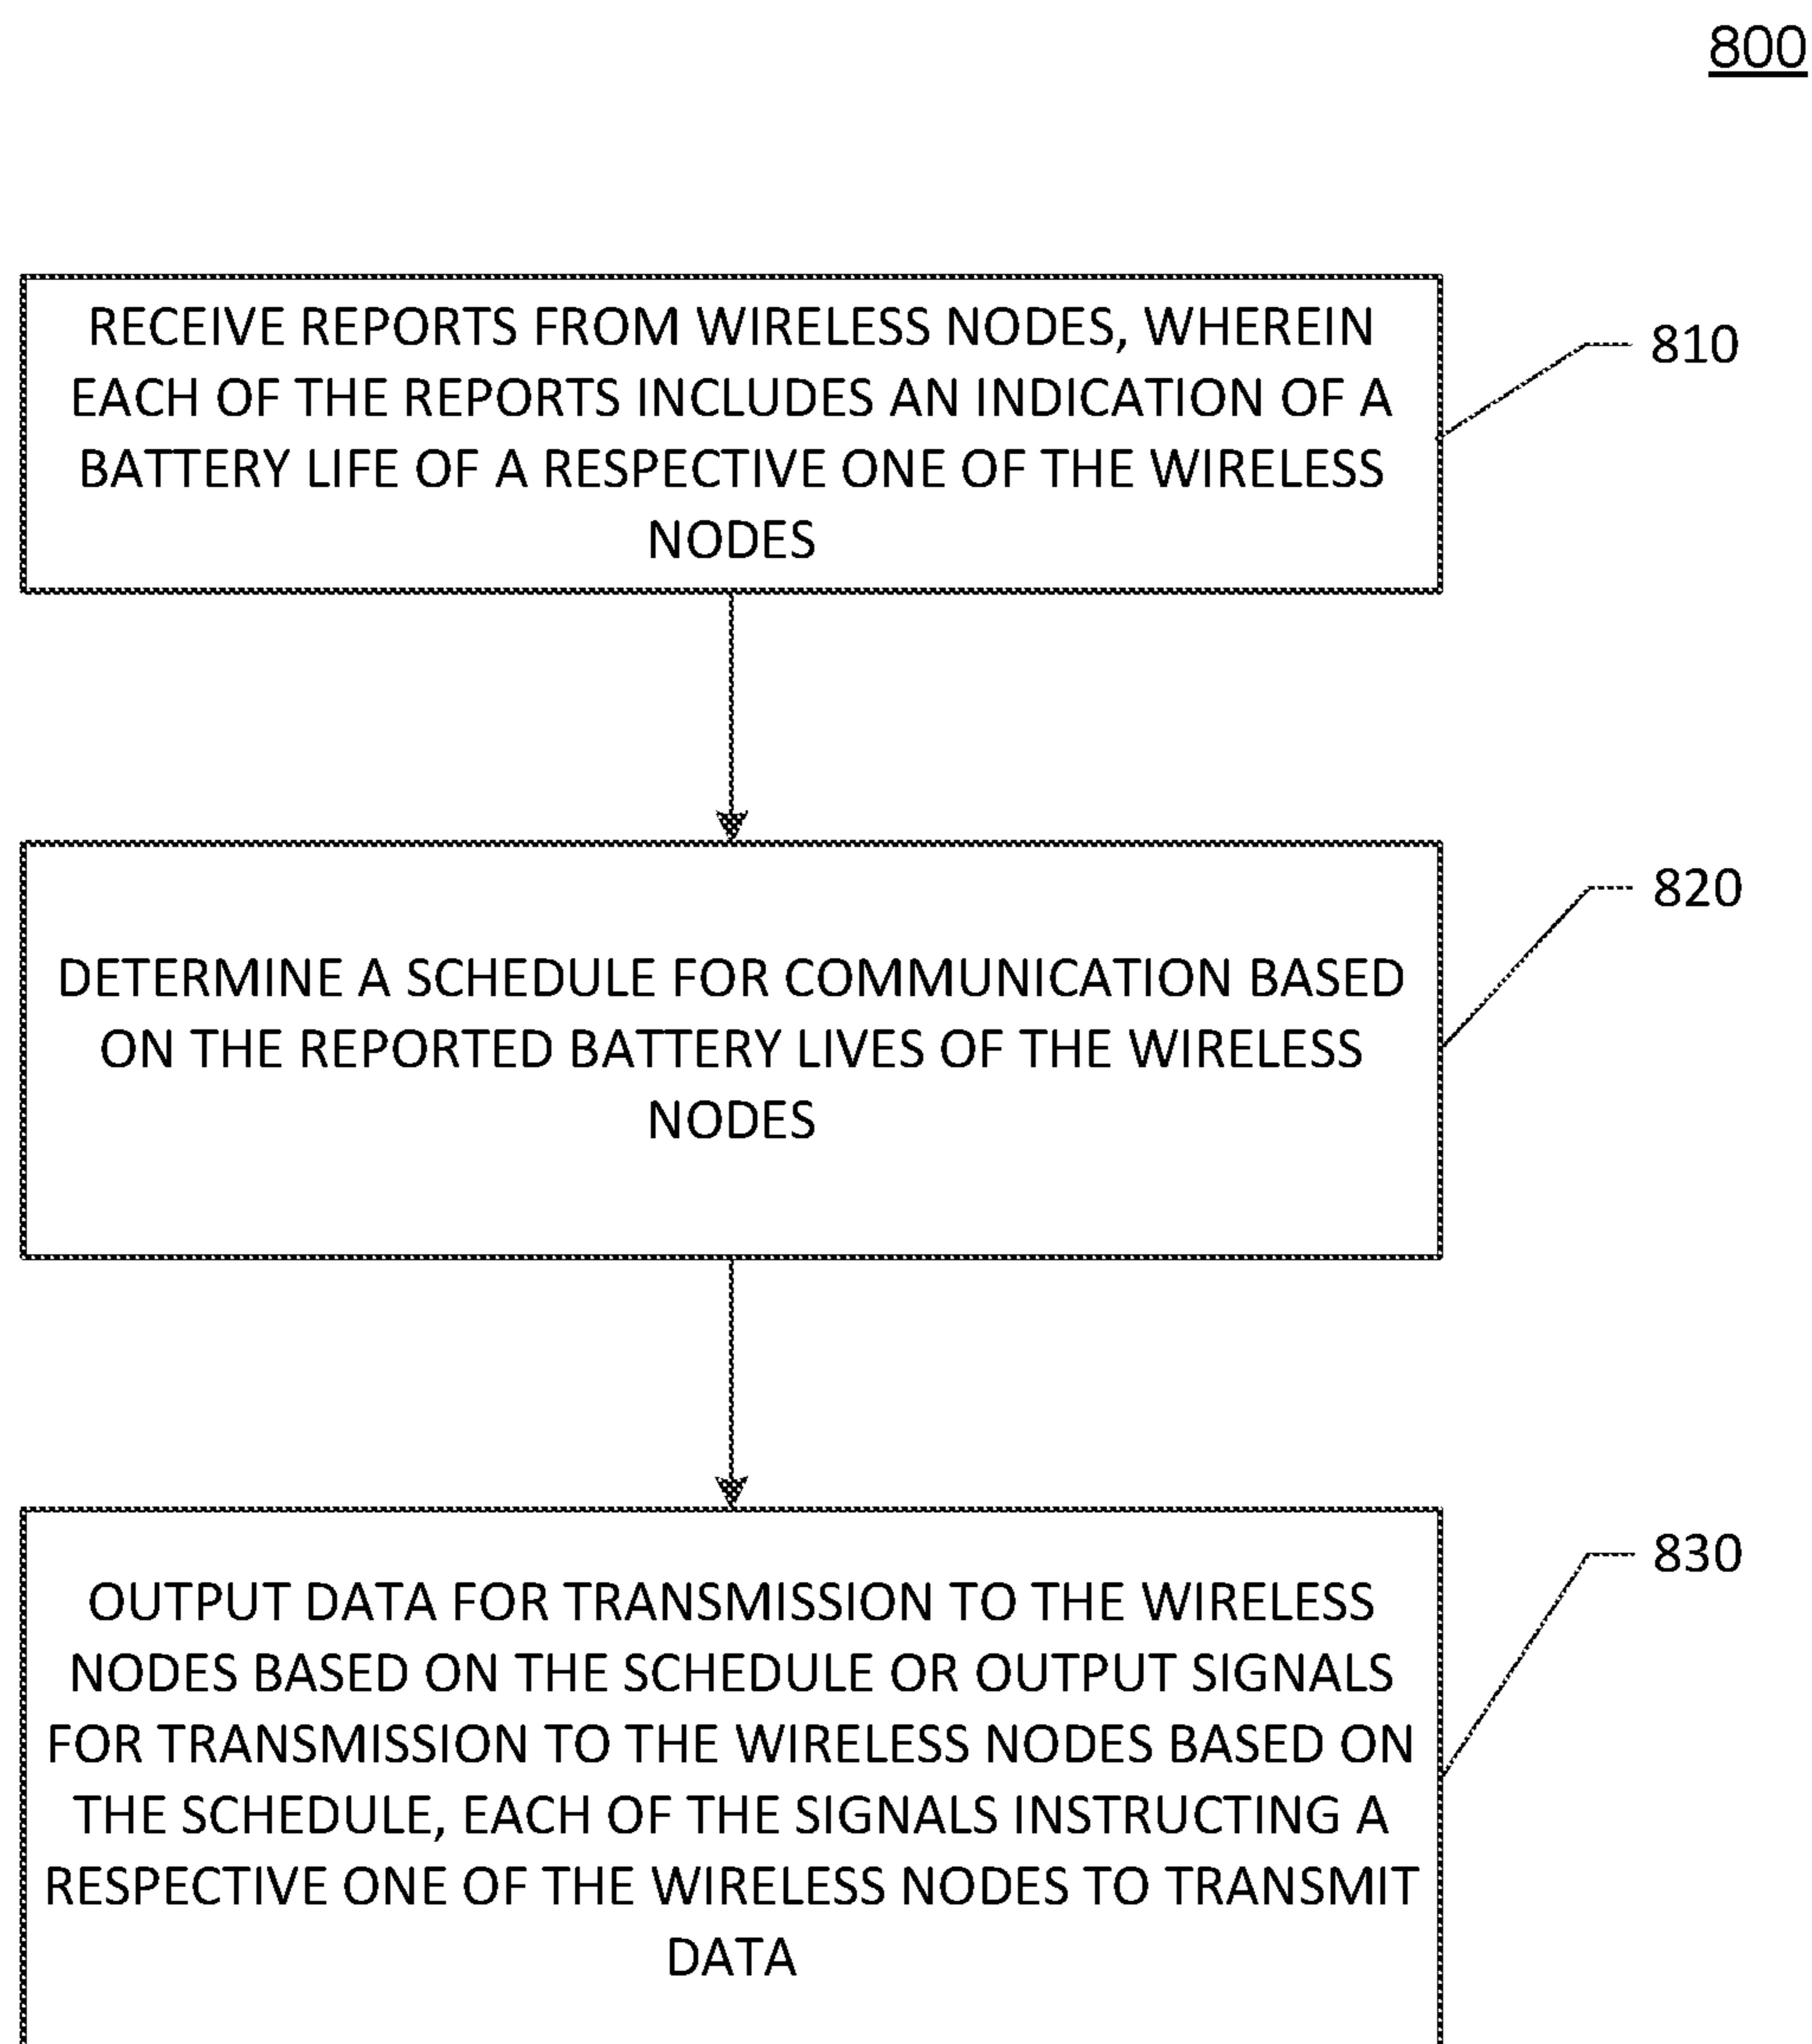 800
RECEIVE REPORTS FROM WIRELESS NODES, WHEREIN
EACH OF THE REPORTS INCLUDES AN INDICATION OF A
BATTERY LIFE OF A RESPECTIVE ONE OF THE WIRELESS
NODES
810
DETERMINE A SCHEDULE FOR COMMUNICATION BASED
ON THE REPORTED BATTERY LIVES OF THE WIRELESS
NODES
820
OUTPUT DATA FOR TRANSMISSION TO THE WIRELESS
NODES BASED ON THE SCHEDULE OR OUTPUT SIGNALS
FOR TRANSMISSION TO THE WIRELESS NODES BASED ON
THE SCHEDULE, EACH OF THE SIGNALS INSTRUCTING A
RESPECTIVE ONE OF THE WIRELESS NODES TO TRANSMIT
DATA
830